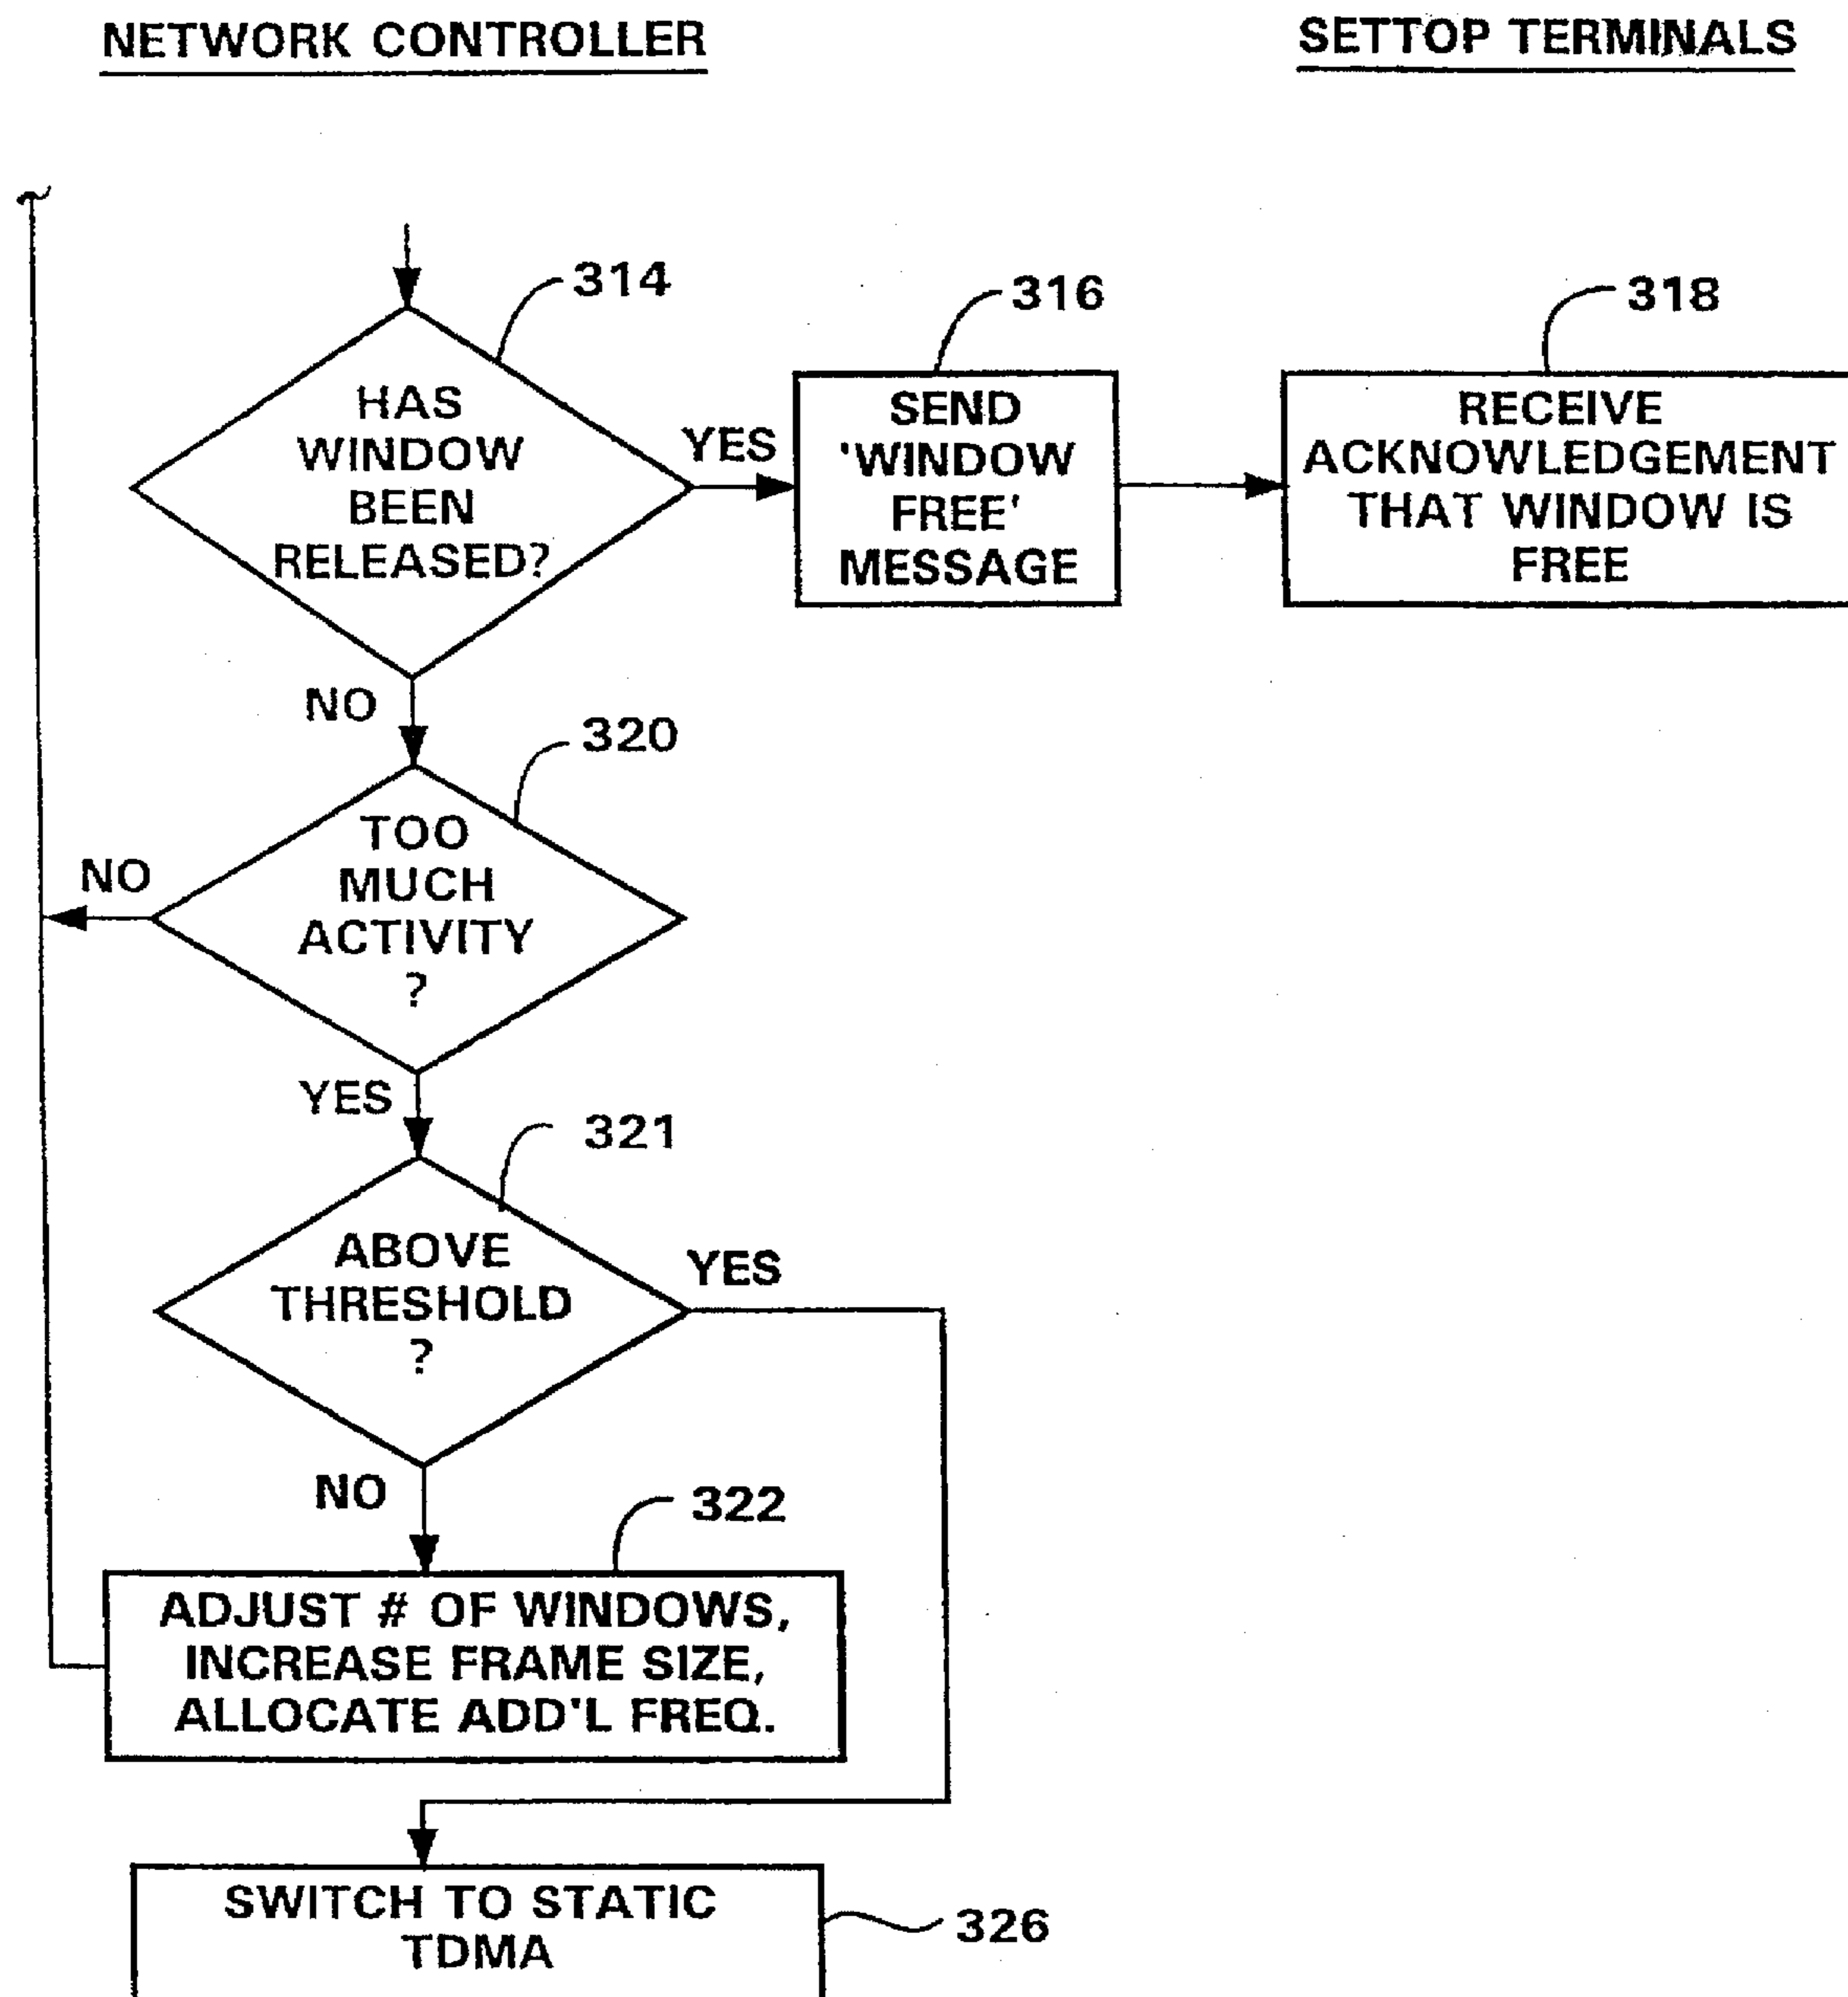 NETWORK CONTROLLER
SETTOP TERMINALS
314
316
318
HAS
WINDOW
BEEN
RELEASED?
YES
SEND
'WINDOW
FREE'
MESSAGE
RECEIVE
ACKNOWLEDGEMENT
THAT WINDOW IS
FREE
NO
320
TOO
MUCH
ACTIVITY
?
NO
YES
321
ABOVE
THRESHOLD
?
YES
NO
322
ADJUST # OF WINDOWS,
INCREASE FRAME SIZE,
ALLOCATE ADD'L FREQ.
SWITCH TO STATIC
TDMA
326